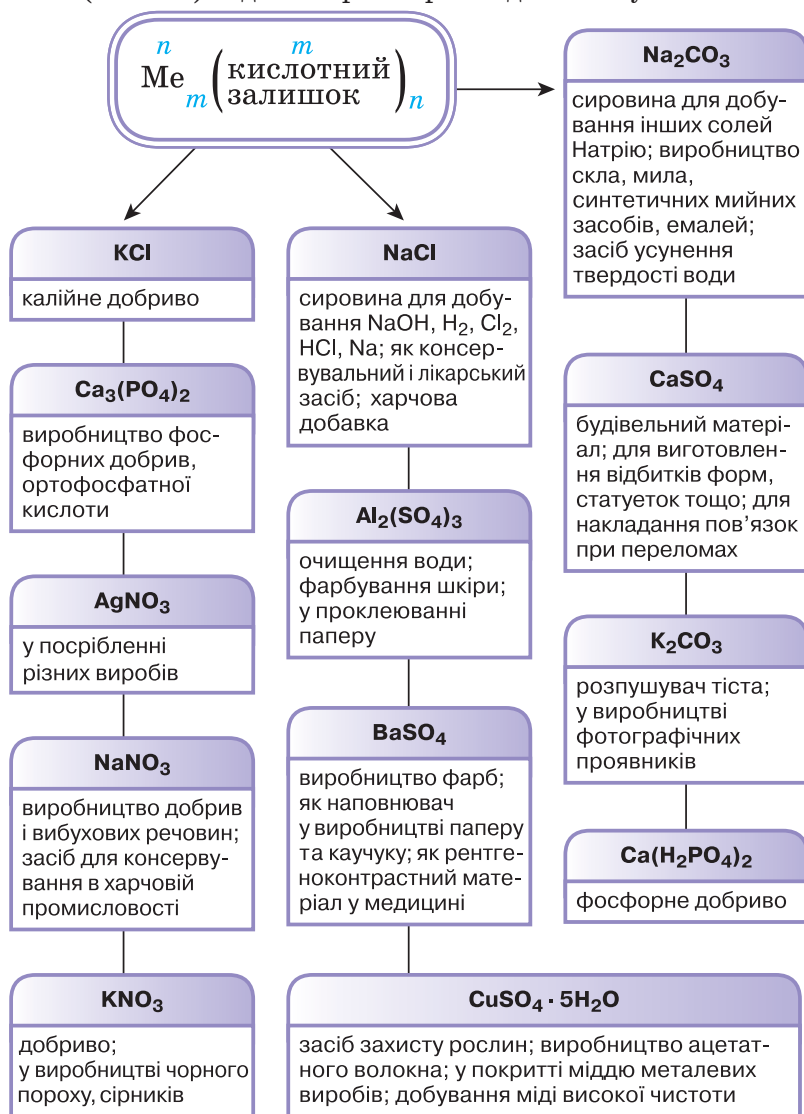 n m
Me m (кислотний залишок) n
Na₂CO₃
сировина для добу-
вання інших солей
Натрію; виробництво
скла, мила,
синтетичних мийних
засобів, емалей;
засіб усунення
твердості води
KCl
калійне добриво
NaCl
сировина для добу-
вання NaOH, H₂, Cl₂,
HCl, Na; як консер-
вувальний і лікарський
засіб; харчова
добавка
CaSO₄
будівельний матері-
ал; для виготовлен-
ня відбитків форм,
статуеток тощо; для
накладання пов’язок
при переломах
Ca₃(PO₄)₂
виробництво фос-
форних добрив,
ортофосфатної
кислоти
Al₂(SO₄)₃
очищення води;
фарбування шкіри;
у проклеюванні
паперу
AgNO₃
у посрібленні
різних виробів
K₂CO₃
розпушувач тіста;
у виробництві
фотографічних
проявників
NaNO₃
виробництво добрив
і вибухових речовин;
засіб для консерву-
вання в харчовій
промисловості
BaSO₄
виробництво фарб;
як наповнювач
у виробництві паперу
та каучуку; як рентге-
ноконтрастний мате-
ріал у медицині
Ca(H₂PO₄)₂
фосфорне добриво
KNO₃
добриво;
у виробництві чорного
пороху, сірників
CuSO₄ · 5H₂O
засіб захисту рослин; виробництво ацетат-
ного волокна; у покритті міддю металевих
виробів; добування міді високої чистоти